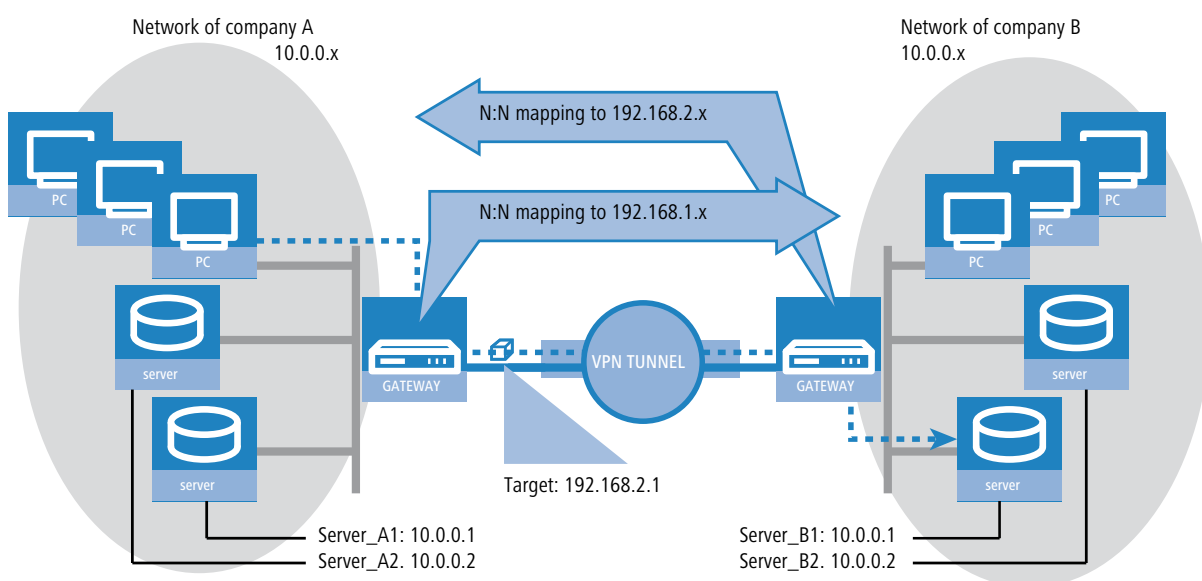 Network of company A
10.0.0.x
Network of company B
10.0.0.x
N:N mapping to 192.168.2.x
N:N mapping to 192.168.1.x
PC
PC
PC
PC
PC
PC
server
server
GATEWAY
VPN TUNNEL
GATEWAY
server
server
Target: 192.168.2.1
Server_A1: 10.0.0.1
Server_A2. 10.0.0.2
Server_B1: 10.0.0.1
Server_B2. 10.0.0.2